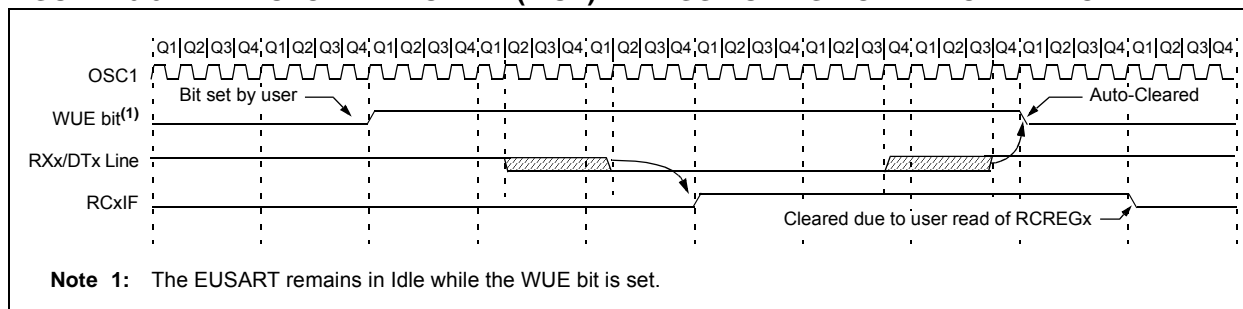 Q1 Q2 Q3 Q4 Q1 Q2 Q3 Q4 Q1 Q2 Q3 Q4 Q1 Q2 Q3 Q4 Q1 Q2 Q3 Q4 Q1 Q2 Q3 Q4 Q1 Q2 Q3 Q4 Q1 Q2 Q3 Q4 Q1 Q2 Q3 Q4 Q1 Q2 Q3 Q4
OSC1
Bit set by user
Auto-Cleared
WUE bit(1)
RXx/DTx Line
RCxIF
Cleared due to user read of RCREGx
Note 1: The EUSART remains in Idle while the WUE bit is set.